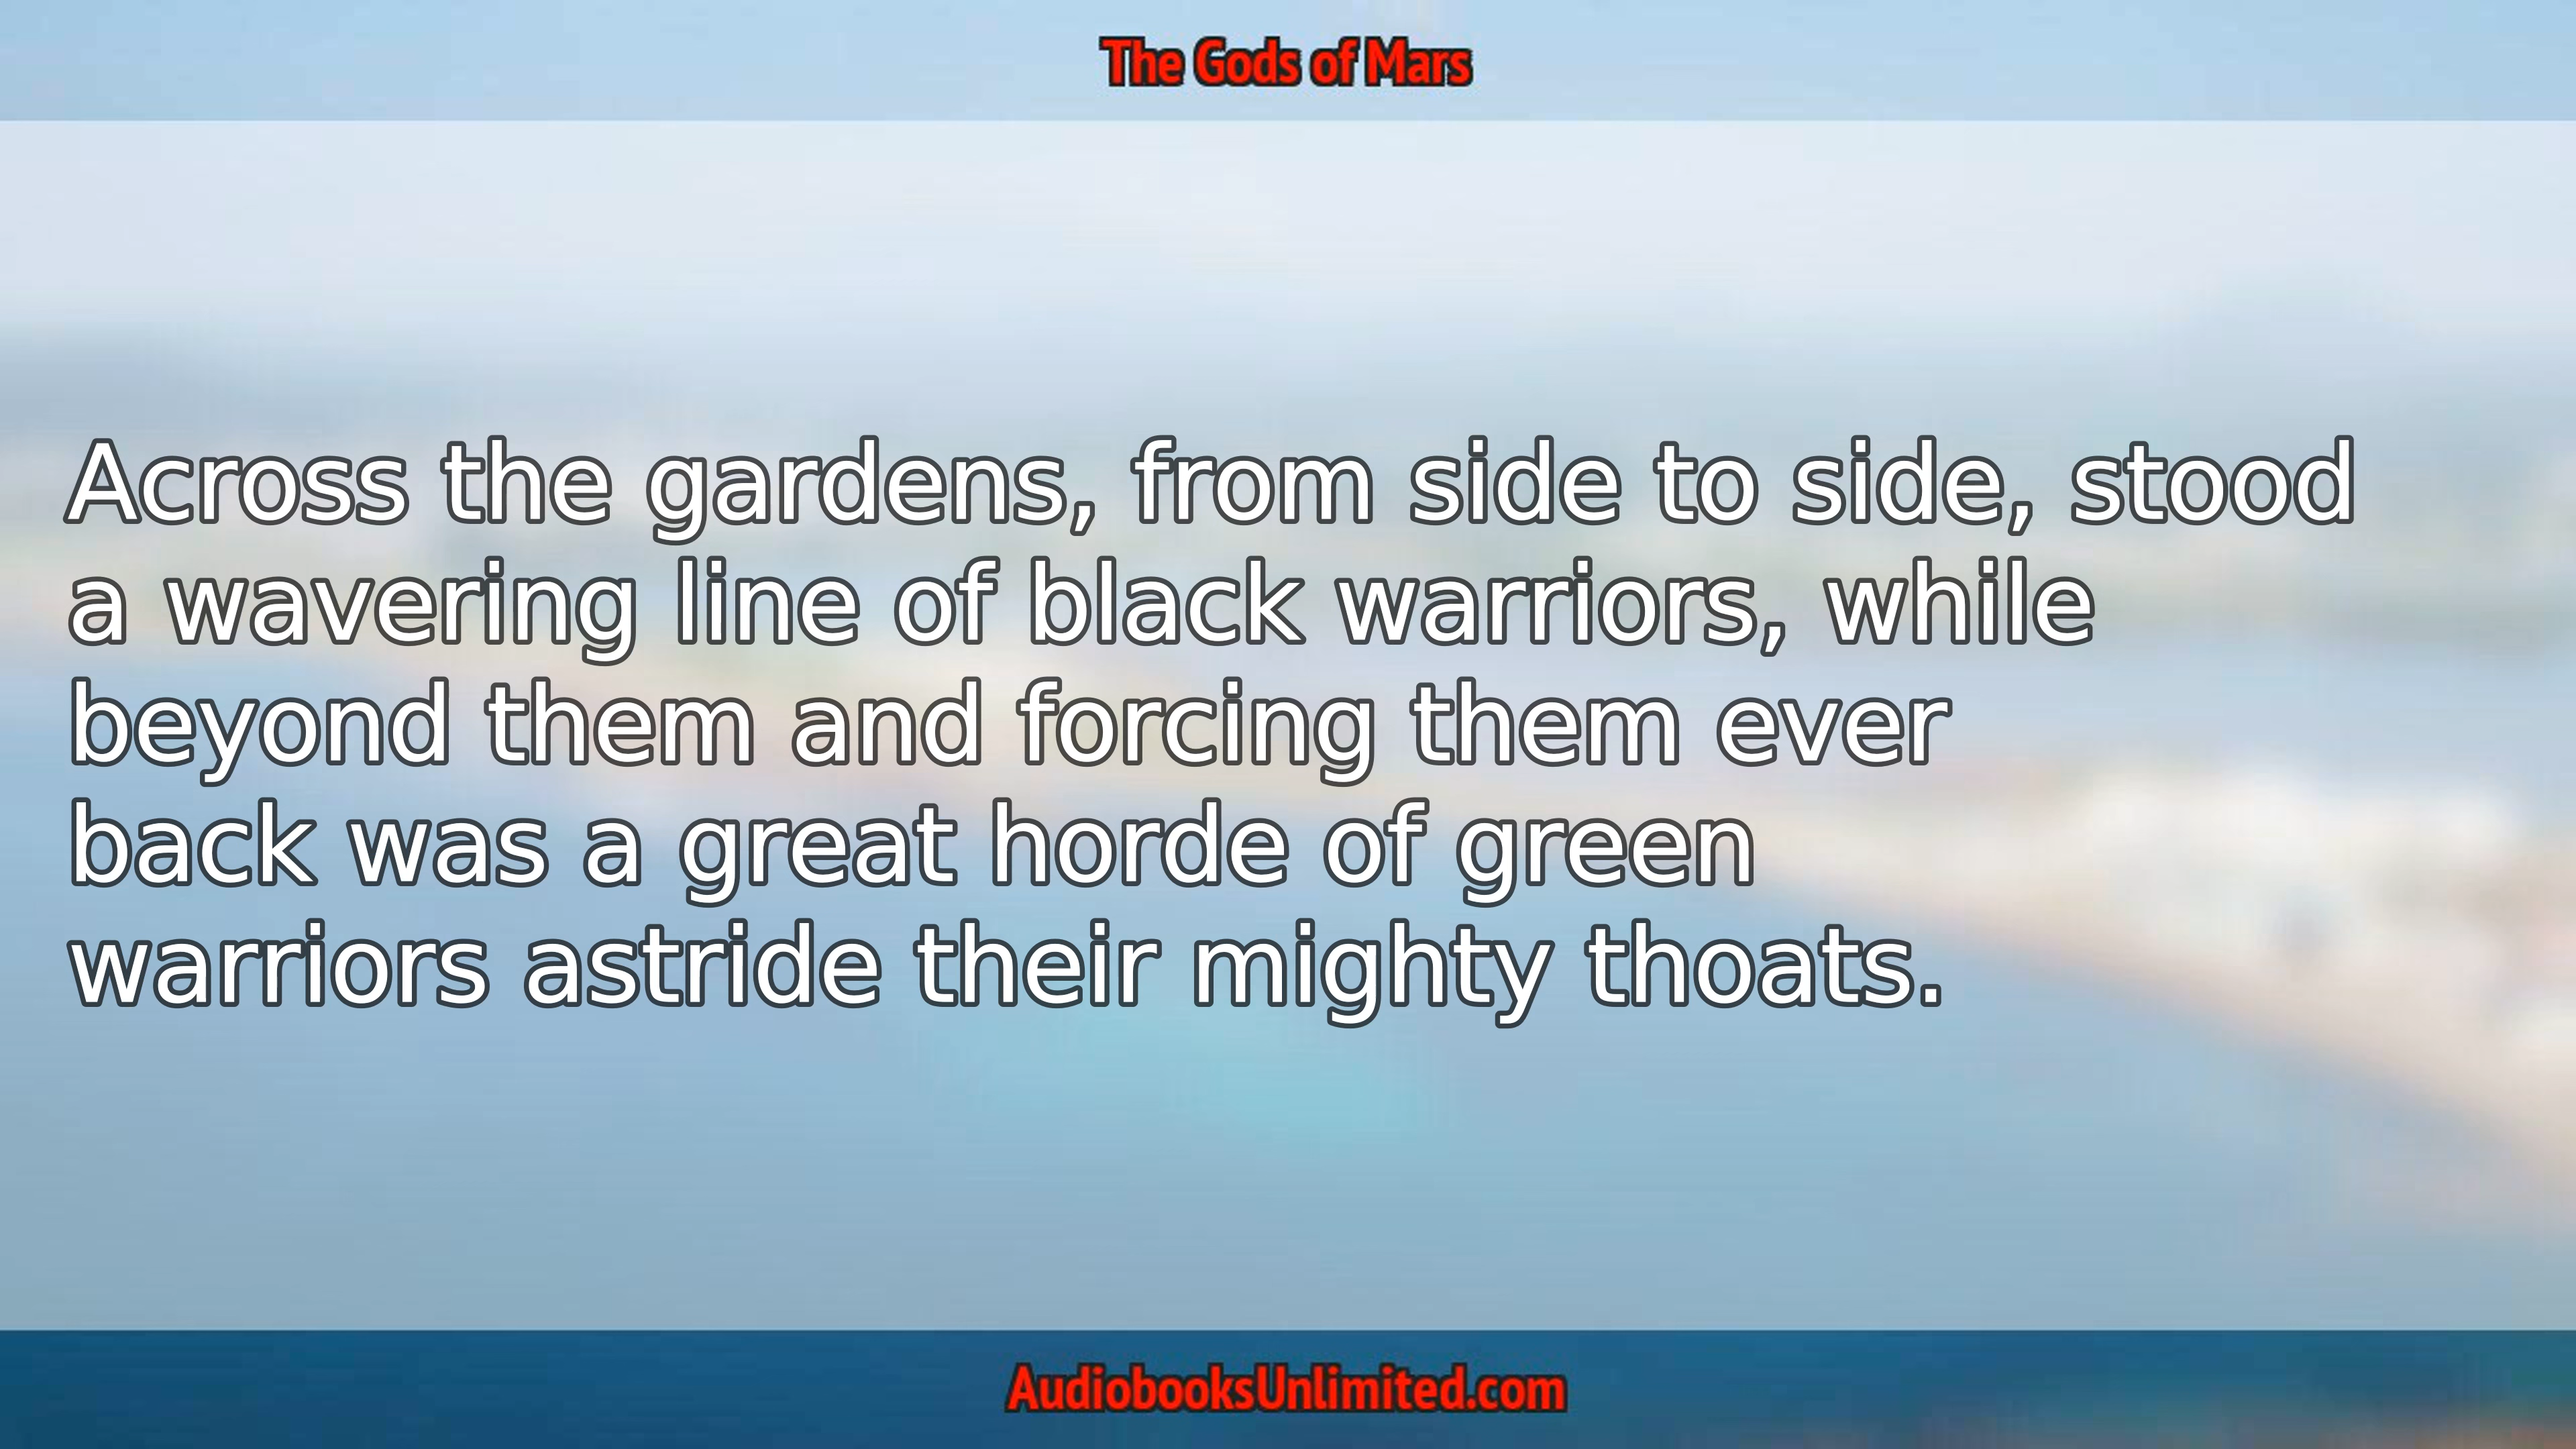 The Gods of Mars
Across the gardens, from side to side, stood
a wavering line of black warriors, while
beyond them and forcing them ever
back was a great horde of green
warriors astride their mighty thoats.
AudiobooksUnlimited.com